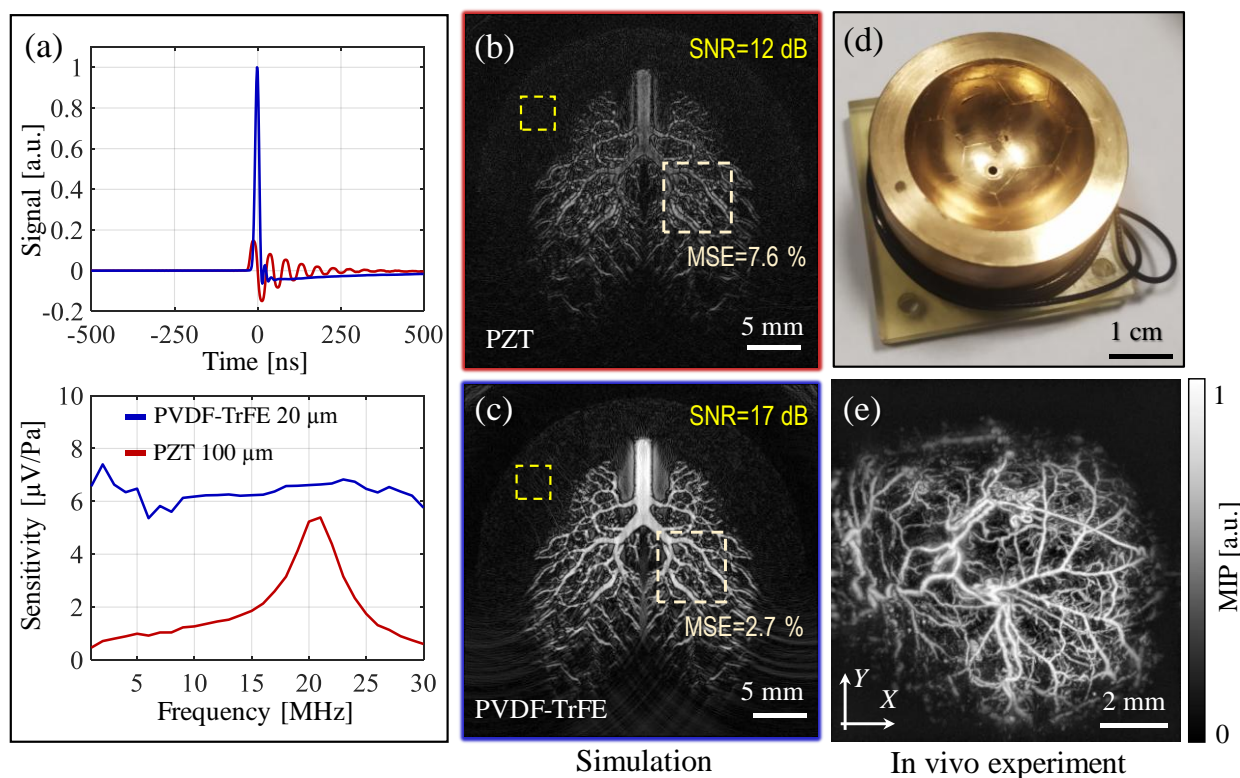 (a)
Signal [a.u.]
1
0.8
0.6
0.4
0.2
0
-0.2
-500 -250 0 250 500
Time [ns]
Sensitivity [µV/Pa]
10
8
6
4
2
0
PVDF-TrFE 20 µm
PZT 100 µm
5 10 15 20 25 30
Frequency [MHz]
(b)
SNR=12 dB
MSE=7.6 %
PZT
5 mm
(c)
SNR=17 dB
MSE=2.7 %
PVDF-TrFE
5 mm
Simulation
(d)
1 cm
(e)
Y
X
2 mm
1
MIP [a.u.]
0
In vivo experiment